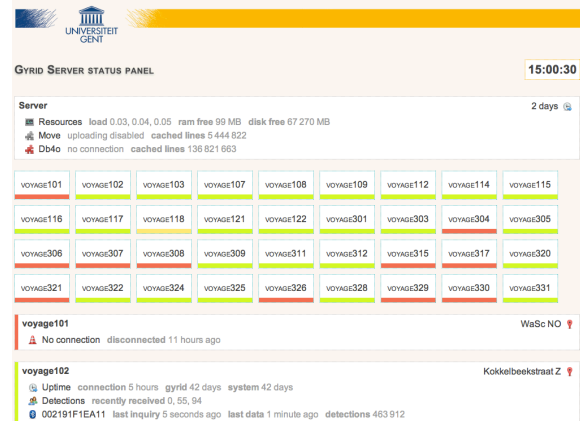 UNIVERSITEIT
GENT
GYRID SERVER STATUS PANEL
15:00:30
Server
2 days
Resources load 0.03, 0.04, 0.05 ram free 99 MB disk free 67 270 MB
Move uploading disabled cached lines 5 444 822
Db4o no connection cached lines 136 821 663
VOYAGE101 VOYAGE102 VOYAGE103 VOYAGE107 VOYAGE108 VOYAGE109 VOYAGE112 VOYAGE114 VOYAGE115
VOYAGE116 VOYAGE117 VOYAGE118 VOYAGE121 VOYAGE122 VOYAGE301 VOYAGE303 VOYAGE304 VOYAGE305
VOYAGE306 VOYAGE307 VOYAGE308 VOYAGE309 VOYAGE311 VOYAGE312 VOYAGE315 VOYAGE317 VOYAGE320
VOYAGE321 VOYAGE322 VOYAGE324 VOYAGE325 VOYAGE326 VOYAGE328 VOYAGE329 VOYAGE330 VOYAGE331
voyage101
WaSc NO
No connection disconnected 11 hours ago
voyage102
Kokkelbeekstraat Z
Uptime connection 5 hours gyrid 42 days system 42 days
Detections recently received 0, 55, 94
002191F1EA11 last inquiry 5 seconds ago last data 1 minute ago detections 463 912